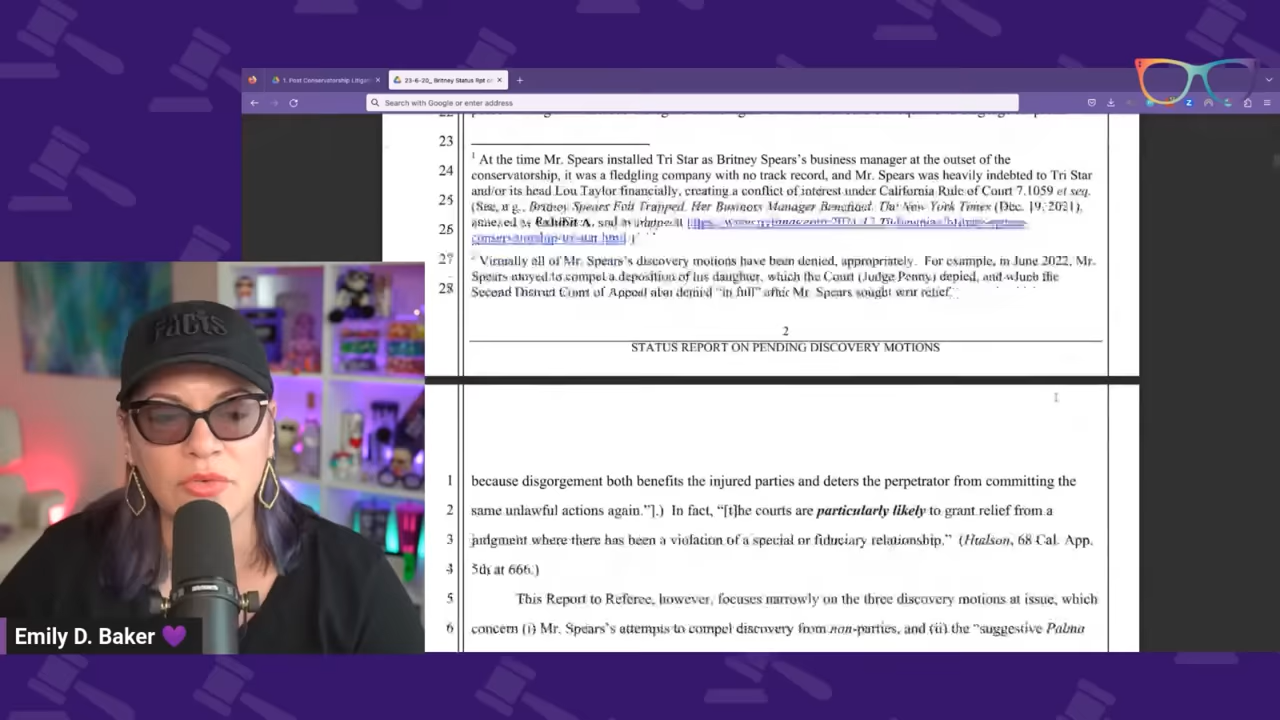 1. Post Conservatorship Litigat
23-6-20_ Britney Status Rpt o
Search with Google or enter address
23
24
25
26
27
28
1 At the time Mr. Spears installed Tri Star as Britney Spears's business manager at the outset of the
conservatorship, it was a fledgling company with no track record, and Mr. Spears was heavily indebted to Tri Star
and/or its head Lou Taylor financially, creating a conflict of interest under California Rule of Court 7.1059 et seq.
(See, e.g., Britney Spears Felt Trapped. Her Business Manager Benefited. The New York Times (Dec. 19, 2021),
Exhibit A, and
Virtually all of Mr. Spears's discovery motions have been denied, appropriately. For example, in June 2022, Mr.
Spears moved to compel a deposition of his daughter, which the Court (Judge Penny) denied, and which the
Second District Court of Appeal also denied "in full" after Mr. Spears sought writ relief.
2
STATUS REPORT ON PENDING DISCOVERY MOTIONS
1 because disgorgement both benefits the injured parties and deters the perpetrator from committing the
2 same unlawful actions again."].) In fact, "[t]he courts are particularly likely to grant relief from a
3 judgment where there has been a violation of a special or fiduciary relationship." (Hudson, 68 Cal. App.
4 5th at 666.)
5 This Report to Referee, however, focuses narrowly on the three discovery motions at issue, which
6 concern (i) Mr. Spears's attempts to compel discovery from non-parties, and (ii) the "suggestive Palma
FACTS
Emily D. Baker